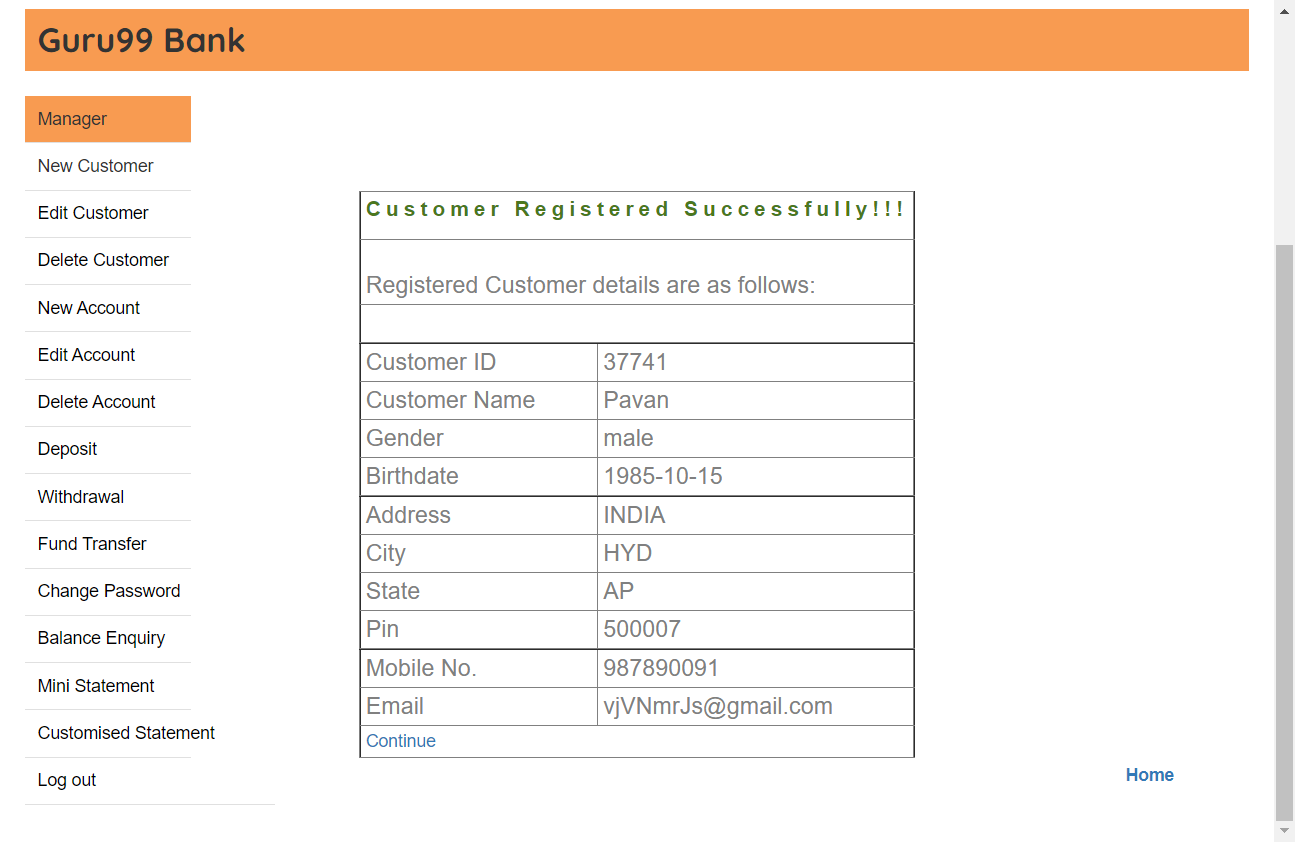 Guru99 Bank
Manager
New Customer
Edit Customer
Delete Customer
New Account
Edit Account
Delete Account
Deposit
Withdrawal
Fund Transfer
Change Password
Balance Enquiry
Mini Statement
Customised Statement
Log out
Customer Registered Successfully!!!
Registered Customer details are as follows:
Customer ID 37741
Customer Name Pavan
Gender male
Birthdate 1985-10-15
Address INDIA
City HYD
State AP
Pin 500007
Mobile No. 987890091
Email vjVNmrJs@gmail.com
Continue
Home